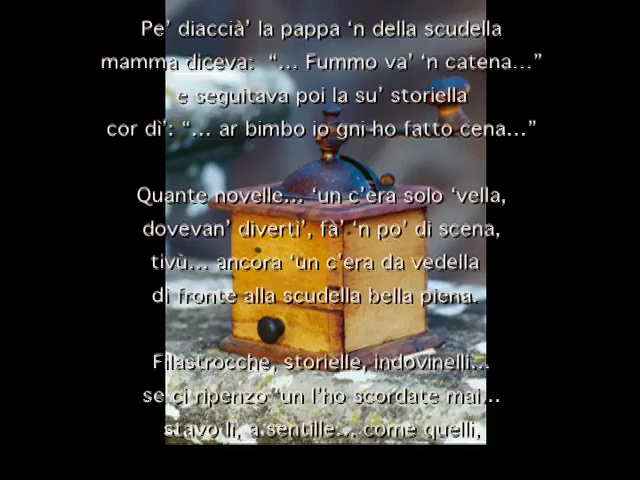 Pe’ diaccià’ la pappa ‘n della scudella
mamma diceva: “... Fummo va’ ‘n catena...”
e seguitava poi la su’ storiella
cor dì’: “... ar bimbo io gni ho fatto cena...”
Quante novelle... ‘un c’era solo ‘vella,
dovevan’ divertì’, fà’ ‘n po’ di scena,
tivù... ancora ‘un c’era da vedella
di fronte alla scudella bella piena.
Filastrocche, storielle, indovinelli...
se ci ripenzo ‘un l’ho scordate mai...
stavo lì, a sentille... come quelli,